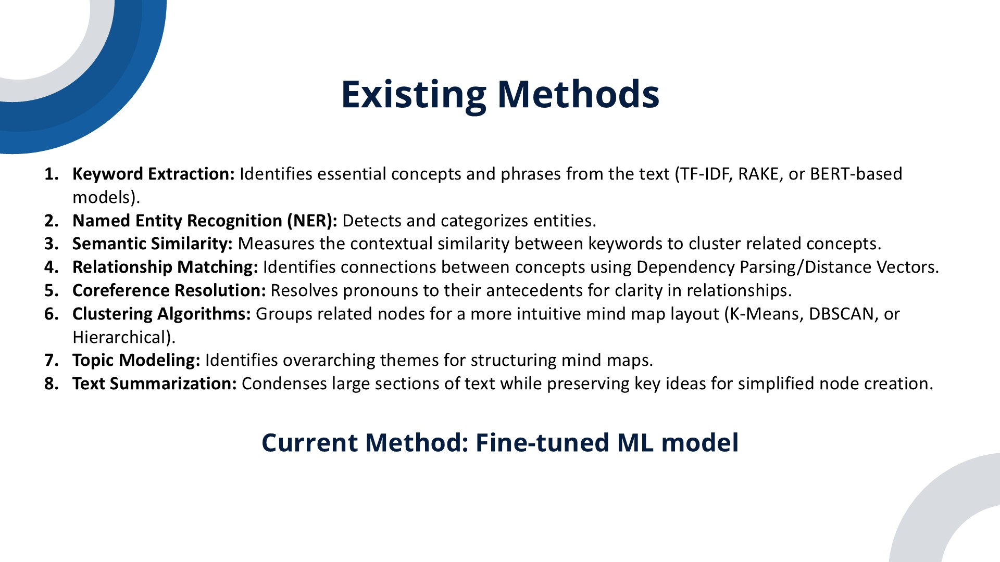 Existing Methods
1. Keyword Extraction: Identifies essential concepts and phrases from the text (TF-IDF, RAKE, or BERT-based
models).
2. Named Entity Recognition (NER): Detects and categorizes entities.
3. Semantic Similarity: Measures the contextual similarity between keywords to cluster related concepts.
4. Relationship Matching: Identifies connections between concepts using Dependency Parsing/Distance Vectors.
5. Coreference Resolution: Resolves pronouns to their antecedents for clarity in relationships.
6. Clustering Algorithms: Groups related nodes for a more intuitive mind map layout (K-Means, DBSCAN, or
Hierarchical).
7. Topic Modeling: Identifies overarching themes for structuring mind maps.
8. Text Summarization: Condenses large sections of text while preserving key ideas for simplified node creation.
Current Method: Fine-tuned ML model